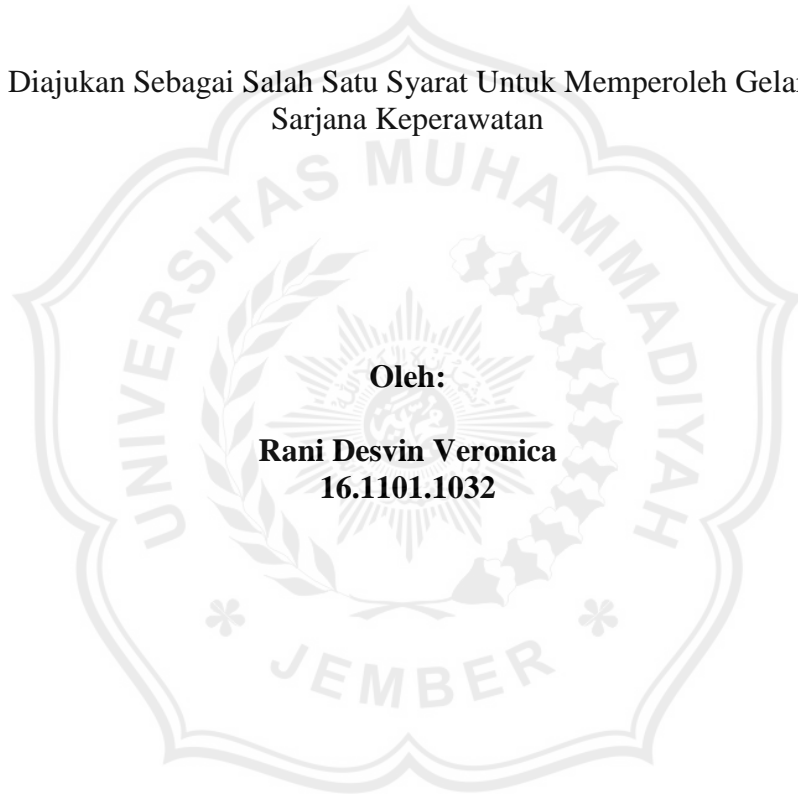 Diajukan Sebagai Salah Satu Syarat Untuk Memperoleh Gelar
Sarjana Keperawatan
UNIVERSITAS MUHAMMADIYAH
Oleh:
Rani Desvin Veronica
16.1101.1032
* JEMBER *